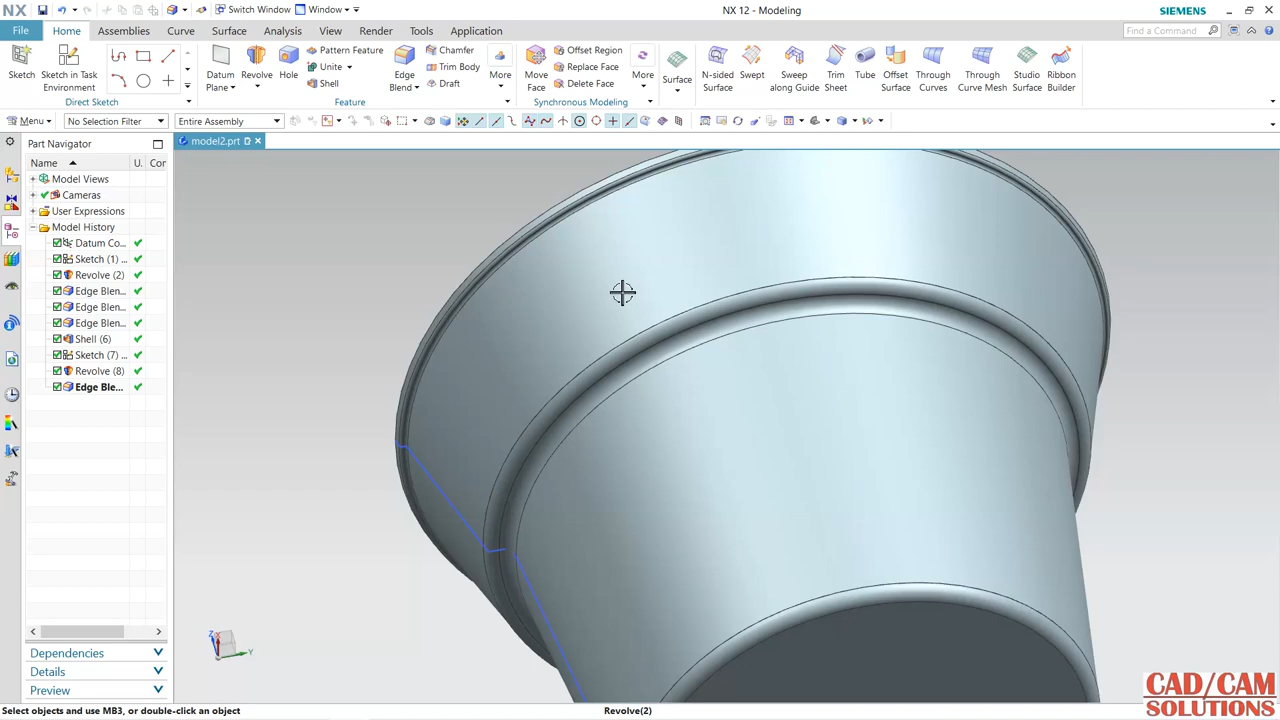 NX
Switch Window
Window
NX 12 - Modeling
SIEMENS
File
Home
Assemblies
Curve
Surface
Analysis
View
Render
Tools
Application
Find a Command
Sketch
Sketch in Task
Environment
Direct Sketch
Datum
Plane
Revolve
Hole
Pattern Feature
Unite
Shell
Edge
Blend
Chamfer
Trim Body
Draft
More
Feature
Move
Face
Offset Region
Replace Face
Delete Face
More
Synchronous Modeling
Surface
N-sided
Surface
Swept
Sweep
along Guide
Trim
Sheet
Tube
Offset
Surface
Through
Curves
Through
Curve Mesh
Studio
Surface
Ribbon
Builder
Menu
No Selection Filter
Entire Assembly
Part Navigator
model2.prt
Name
U.
Cor
Model Views
Cameras
User Expressions
Model History
Datum Co...
Sketch (1) ...
Revolve (2)
Edge Blen...
Edge Blen...
Edge Blen...
Shell (6)
Sketch (7) ...
Revolve (8)
Edge Ble...
Dependencies
Details
Preview
Z
X
Y
Select objects and use MB3, or double-click an object
Revolve(2)
CAD/CAM
SOLUTIONS